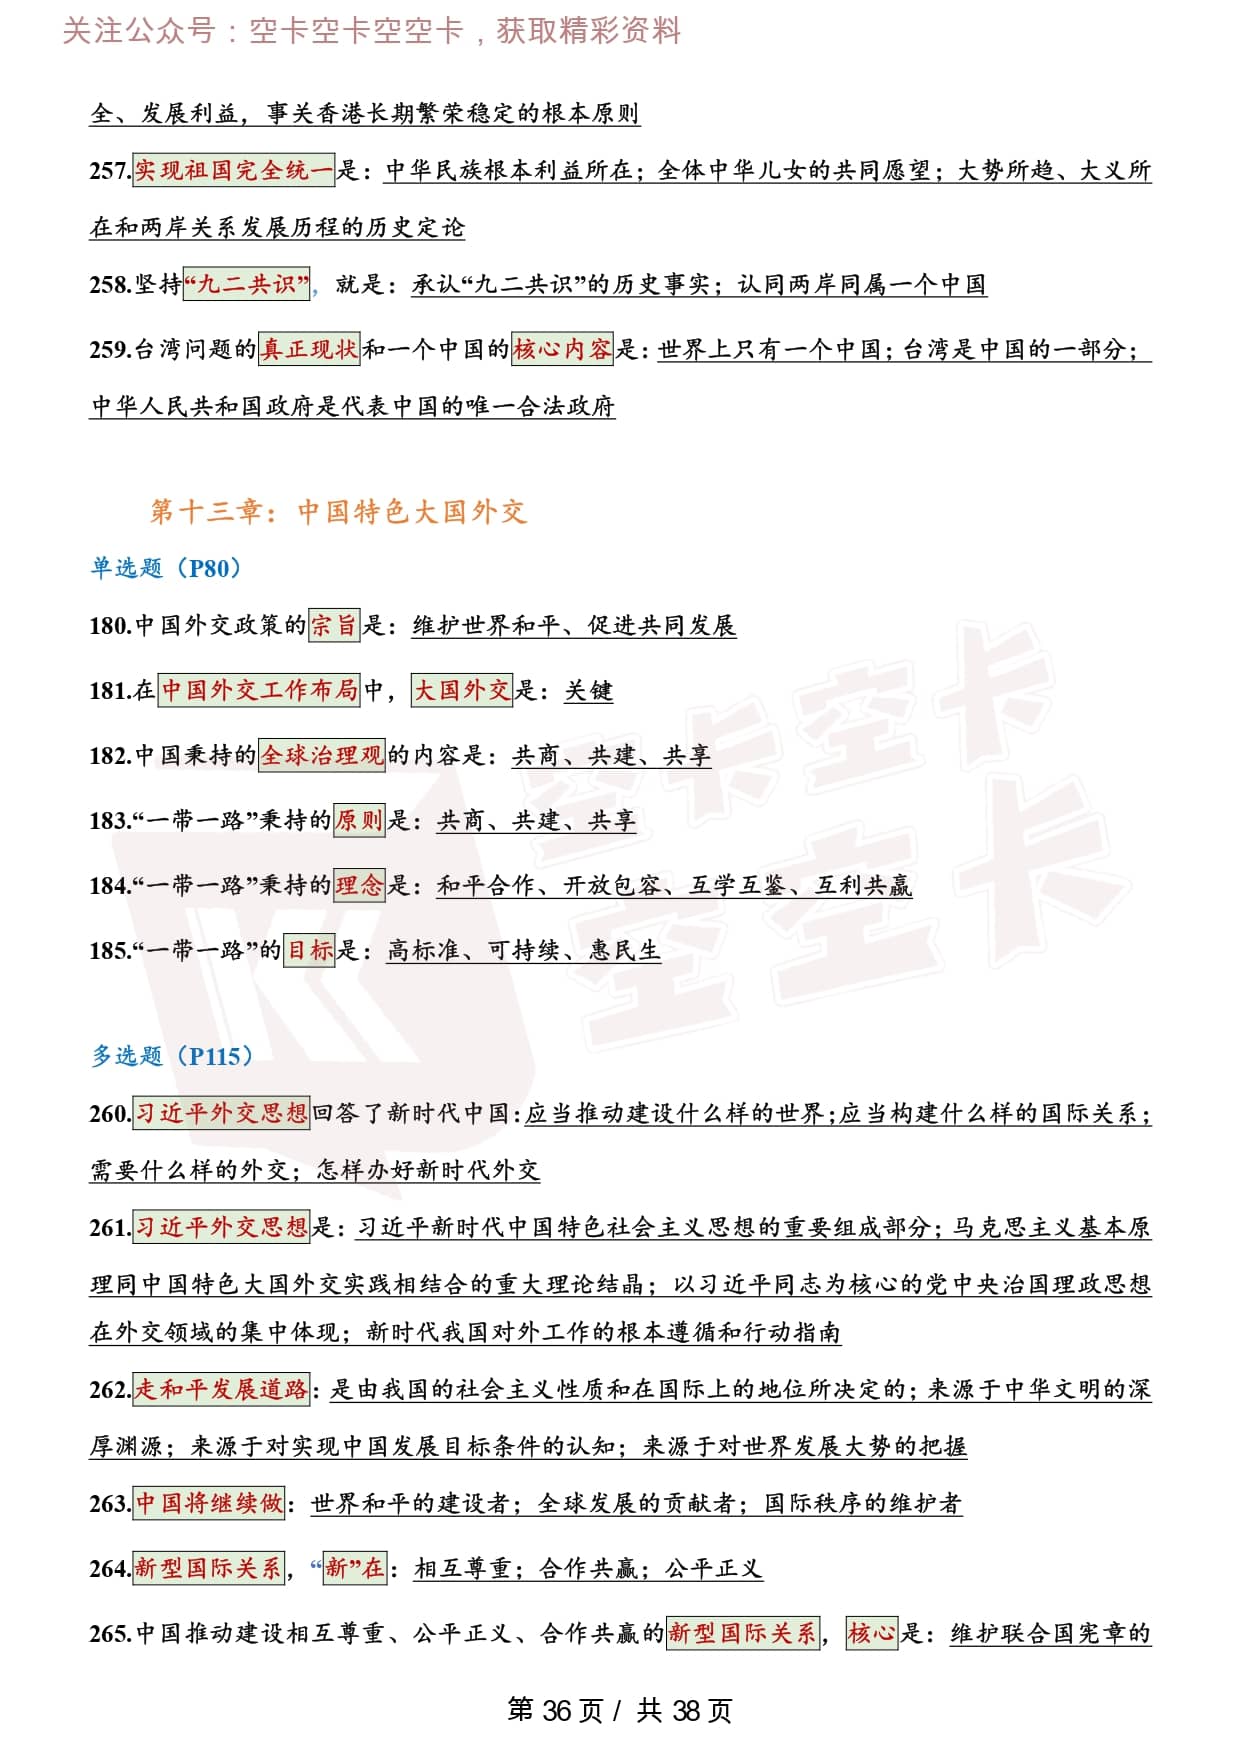 关注公众号：空卡空卡空空卡，获取精彩资料
全、发展利益，事关香港长期繁荣稳定的根本原则
257.实现祖国完全统一是：中华民族根本利益所在；全体中华儿女的共同愿望；大势所趋、大义所
在和两岸关系发展历程的历史定论
258.坚持“九二共识”，就是：承认“九二共识”的历史事实；认同两岸同属一个中国
259.台湾问题的真正现状和一个中国的核心内容是：世界上只有一个中国；台湾是中国的一部分；
中华人民共和国政府是代表中国的唯一合法政府
第十三章：中国特色大国外交
单选题（P80）
180.中国外交政策的宗旨是：维护世界和平、促进共同发展
181.在中国外交工作布局中，大国外交是：关键
182.中国秉持的全球治理观的内容是：共商、共建、共享
183.“一带一路”秉持的原则是：共商、共建、共享
184.“一带一路”秉持的理念是：和平合作、开放包容、互学互鉴、互利共赢
185.“一带一路”的目标是：高标准、可持续、惠民生
空卡空卡
空空卡
多选题（P115）
260.习近平外交思想回答了新时代中国：应当推动建设什么样的世界；应当构建什么样的国际关系；
需要什么样的外交；怎样办好新时代外交
261.习近平外交思想是：习近平新时代中国特色社会主义思想的重要组成部分；马克思主义基本原
理同中国特色大国外交实践相结合的重大理论结晶；以习近平同志为核心的党中央治国理政思想
在外交领域的集中体现；新时代我国对外工作的根本遵循和行动指南
262.走和平发展道路：是由我国的社会主义性质和在国际上的地位所决定的；来源于中华文明的深
厚渊源；来源于对实现中国发展目标条件的认知；来源于对世界发展大势的把握
263.中国将继续做：世界和平的建设者；全球发展的贡献者；国际秩序的维护者
264.新型国际关系，“新”在：相互尊重；合作共赢；公平正义
265.中国推动建设相互尊重、公平正义、合作共赢的新型国际关系，核心是：维护联合国宪章的
第 36 页 / 共 38 页